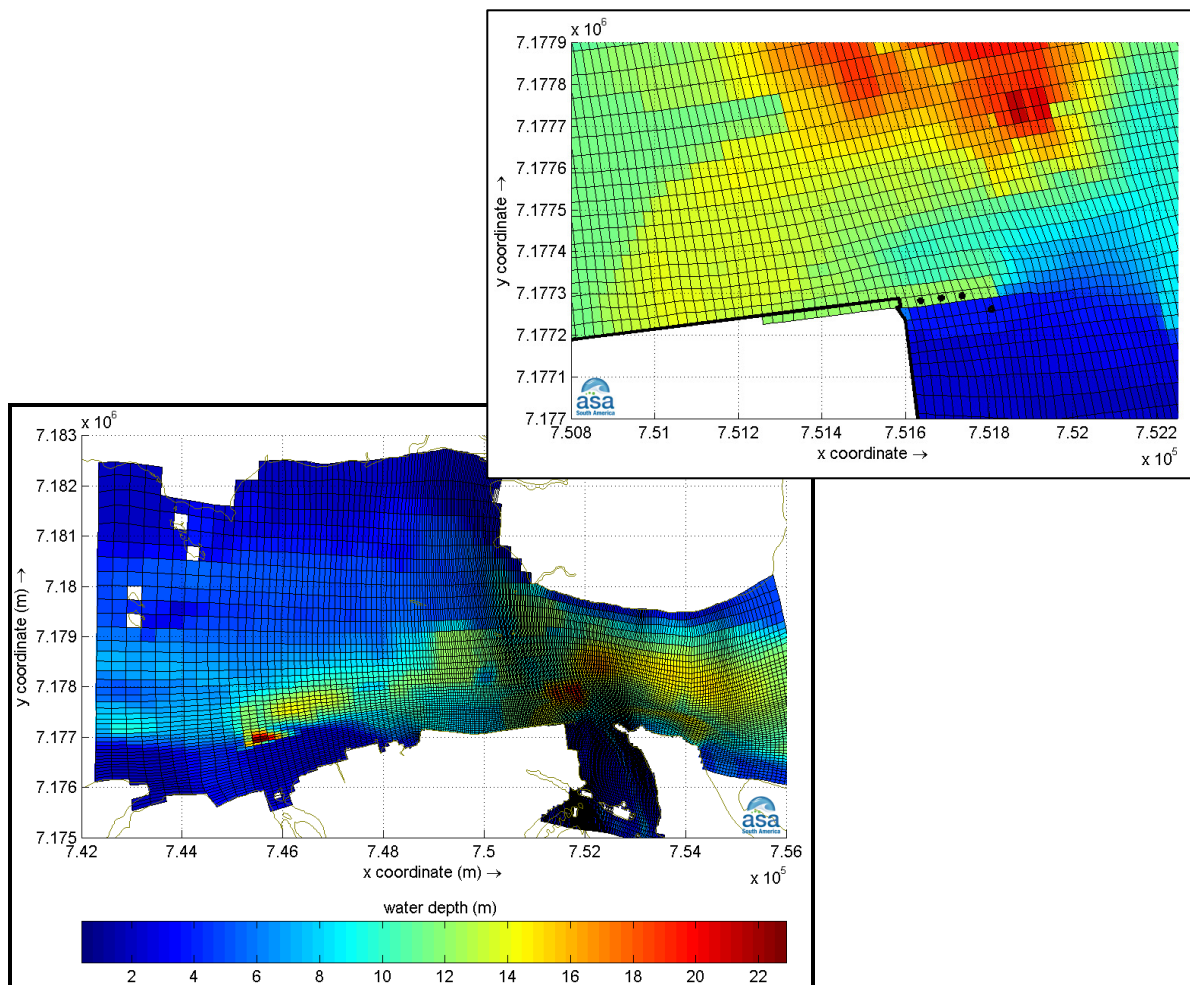 x 10^6
7.1779
7.1778
7.1777
7.1776
7.1775
7.1774
7.1773
7.1772
7.1771
7.177
y coordinate →
asa
South America
7.508 7.51 7.512 7.514 7.516 7.518 7.52 7.522
x coordinate →
x 10^5
x 10^6
7.183
7.182
7.181
7.18
7.179
7.178
7.177
7.176
7.175
y coordinate (m) →
asa
South America
7.42 7.44 7.46 7.48 7.5 7.52 7.54 7.56
x coordinate (m) →
x 10^5
water depth (m)
2 4 6 8 10 12 14 16 18 20 22